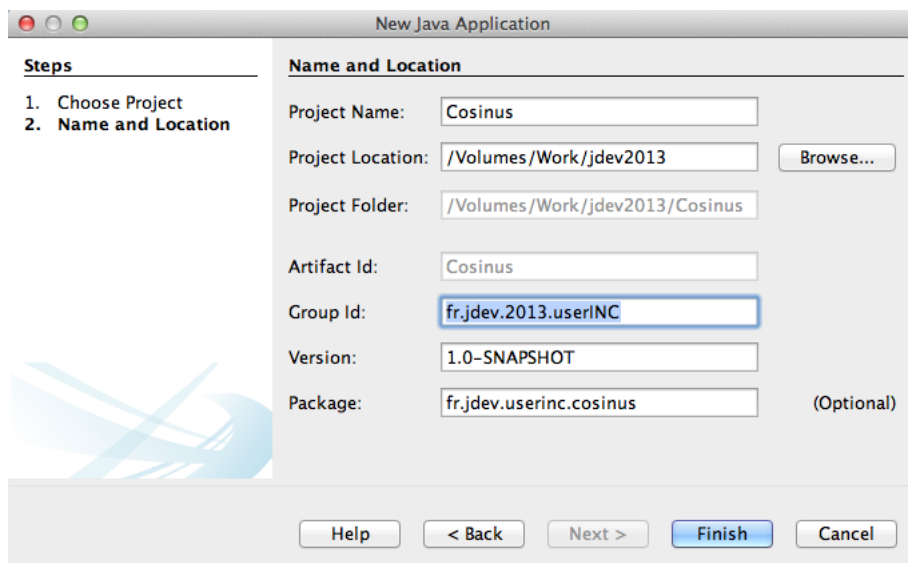 New Java Application
Steps
1. Choose Project
2. Name and Location
Name and Location
Project Name: Cosinus
Project Location: /Volumes/Work/jdev2013 Browse...
Project Folder: /Volumes/Work/jdev2013/Cosinus
Artifact Id: Cosinus
Group Id: fr.jdev.2013.userINC
Version: 1.0-SNAPSHOT
Package: fr.jdev.userinc.cosinus (Optional)
Help < Back Next > Finish Cancel